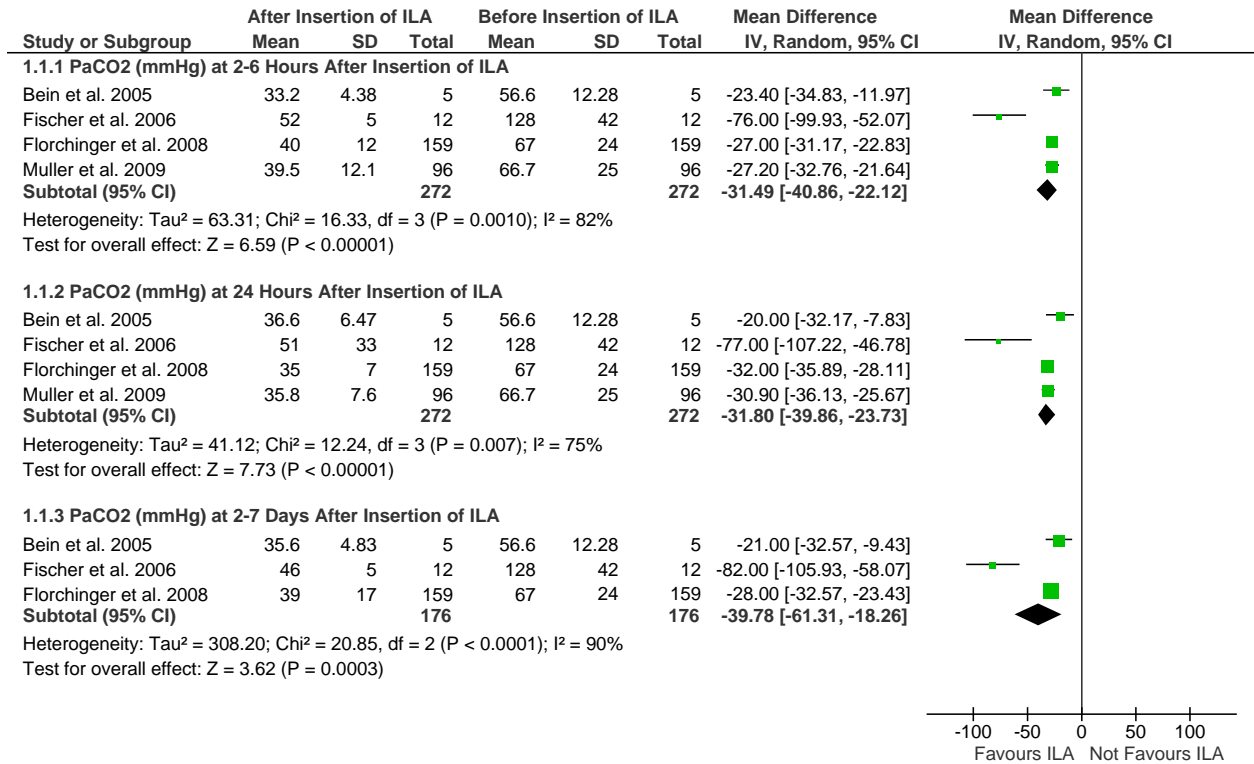 After Insertion of ILA Before Insertion of ILA Mean Difference Mean Difference
Study or Subgroup Mean SD Total Mean SD Total IV, Random, 95% CI IV, Random, 95% CI
1.1.1 PaCO2 (mmHg) at 2-6 Hours After Insertion of ILA
Bein et al. 2005 33.2 4.38 5 56.6 12.28 5 -23.40 [-34.83, -11.97]
Fischer et al. 2006 52 5 12 128 42 12 -76.00 [-99.93, -52.07]
Florchinger et al. 2008 40 12 159 67 24 159 -27.00 [-31.17, -22.83]
Muller et al. 2009 39.5 12.1 96 66.7 25 96 -27.20 [-32.76, -21.64]
Subtotal (95% CI) 272 272 -31.49 [-40.86, -22.12]
Heterogeneity: Tau² = 63.31; Chi² = 16.33, df = 3 (P = 0.0010); I² = 82%
Test for overall effect: Z = 6.59 (P < 0.00001)
1.1.2 PaCO2 (mmHg) at 24 Hours After Insertion of ILA
Bein et al. 2005 36.6 6.47 5 56.6 12.28 5 -20.00 [-32.17, -7.83]
Fischer et al. 2006 51 33 12 128 42 12 -77.00 [-107.22, -46.78]
Florchinger et al. 2008 35 7 159 67 24 159 -32.00 [-35.89, -28.11]
Muller et al. 2009 35.8 7.6 96 66.7 25 96 -30.90 [-36.13, -25.67]
Subtotal (95% CI) 272 272 -31.80 [-39.86, -23.73]
Heterogeneity: Tau² = 41.12; Chi² = 12.24, df = 3 (P = 0.007); I² = 75%
Test for overall effect: Z = 7.73 (P < 0.00001)
1.1.3 PaCO2 (mmHg) at 2-7 Days After Insertion of ILA
Bein et al. 2005 35.6 4.83 5 56.6 12.28 5 -21.00 [-32.57, -9.43]
Fischer et al. 2006 46 5 12 128 42 12 -82.00 [-105.93, -58.07]
Florchinger et al. 2008 39 17 159 67 24 159 -28.00 [-32.57, -23.43]
Subtotal (95% CI) 176 176 -39.78 [-61.31, -18.26]
Heterogeneity: Tau² = 308.20; Chi² = 20.85, df = 2 (P < 0.0001); I² = 90%
Test for overall effect: Z = 3.62 (P = 0.0003)
-100 -50 0 50 100
Favours ILA Not Favours ILA